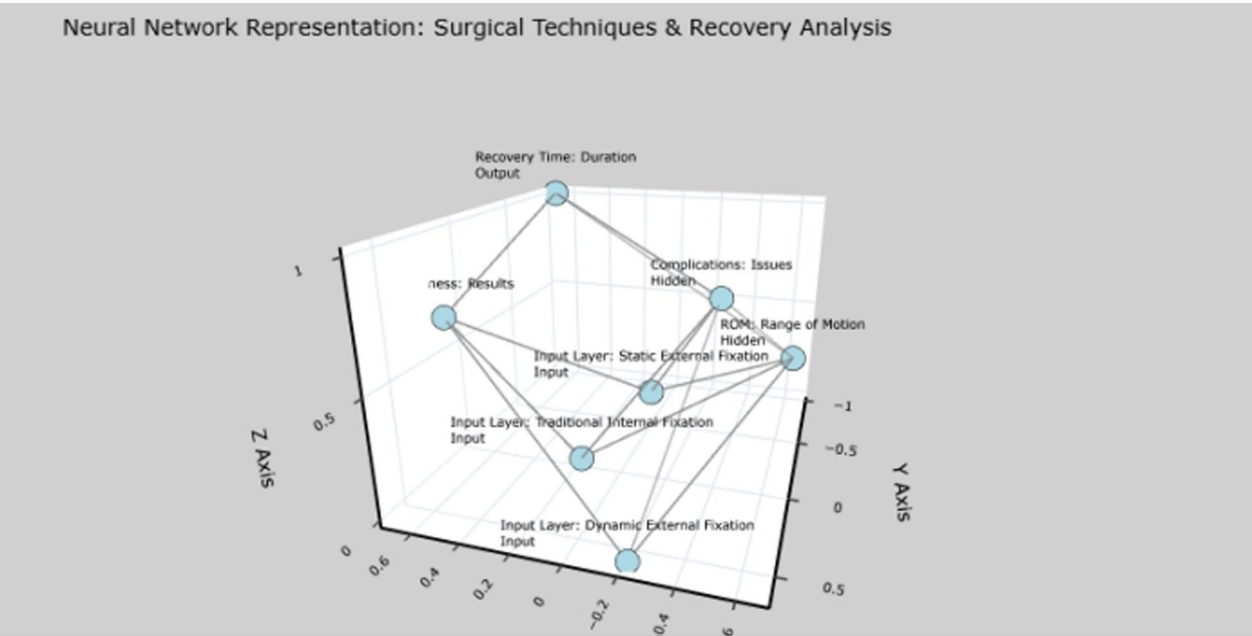 Neural Network Representation: Surgical Techniques & Recovery Analysis
Recovery Time: Duration
Output
Complications: Issues
Hidden
ness: Results
ROM: Range of Motion
Hidden
Input Layer: Static External Fixation
Input
Input Layer: Traditional Internal Fixation
Input
Input Layer: Dynamic External Fixation
Input
1
0.5
0
Z Axis
0.6
0.4
0.2
0
−0.2
0.4
−1
−0.5
0
0.5
Y Axis